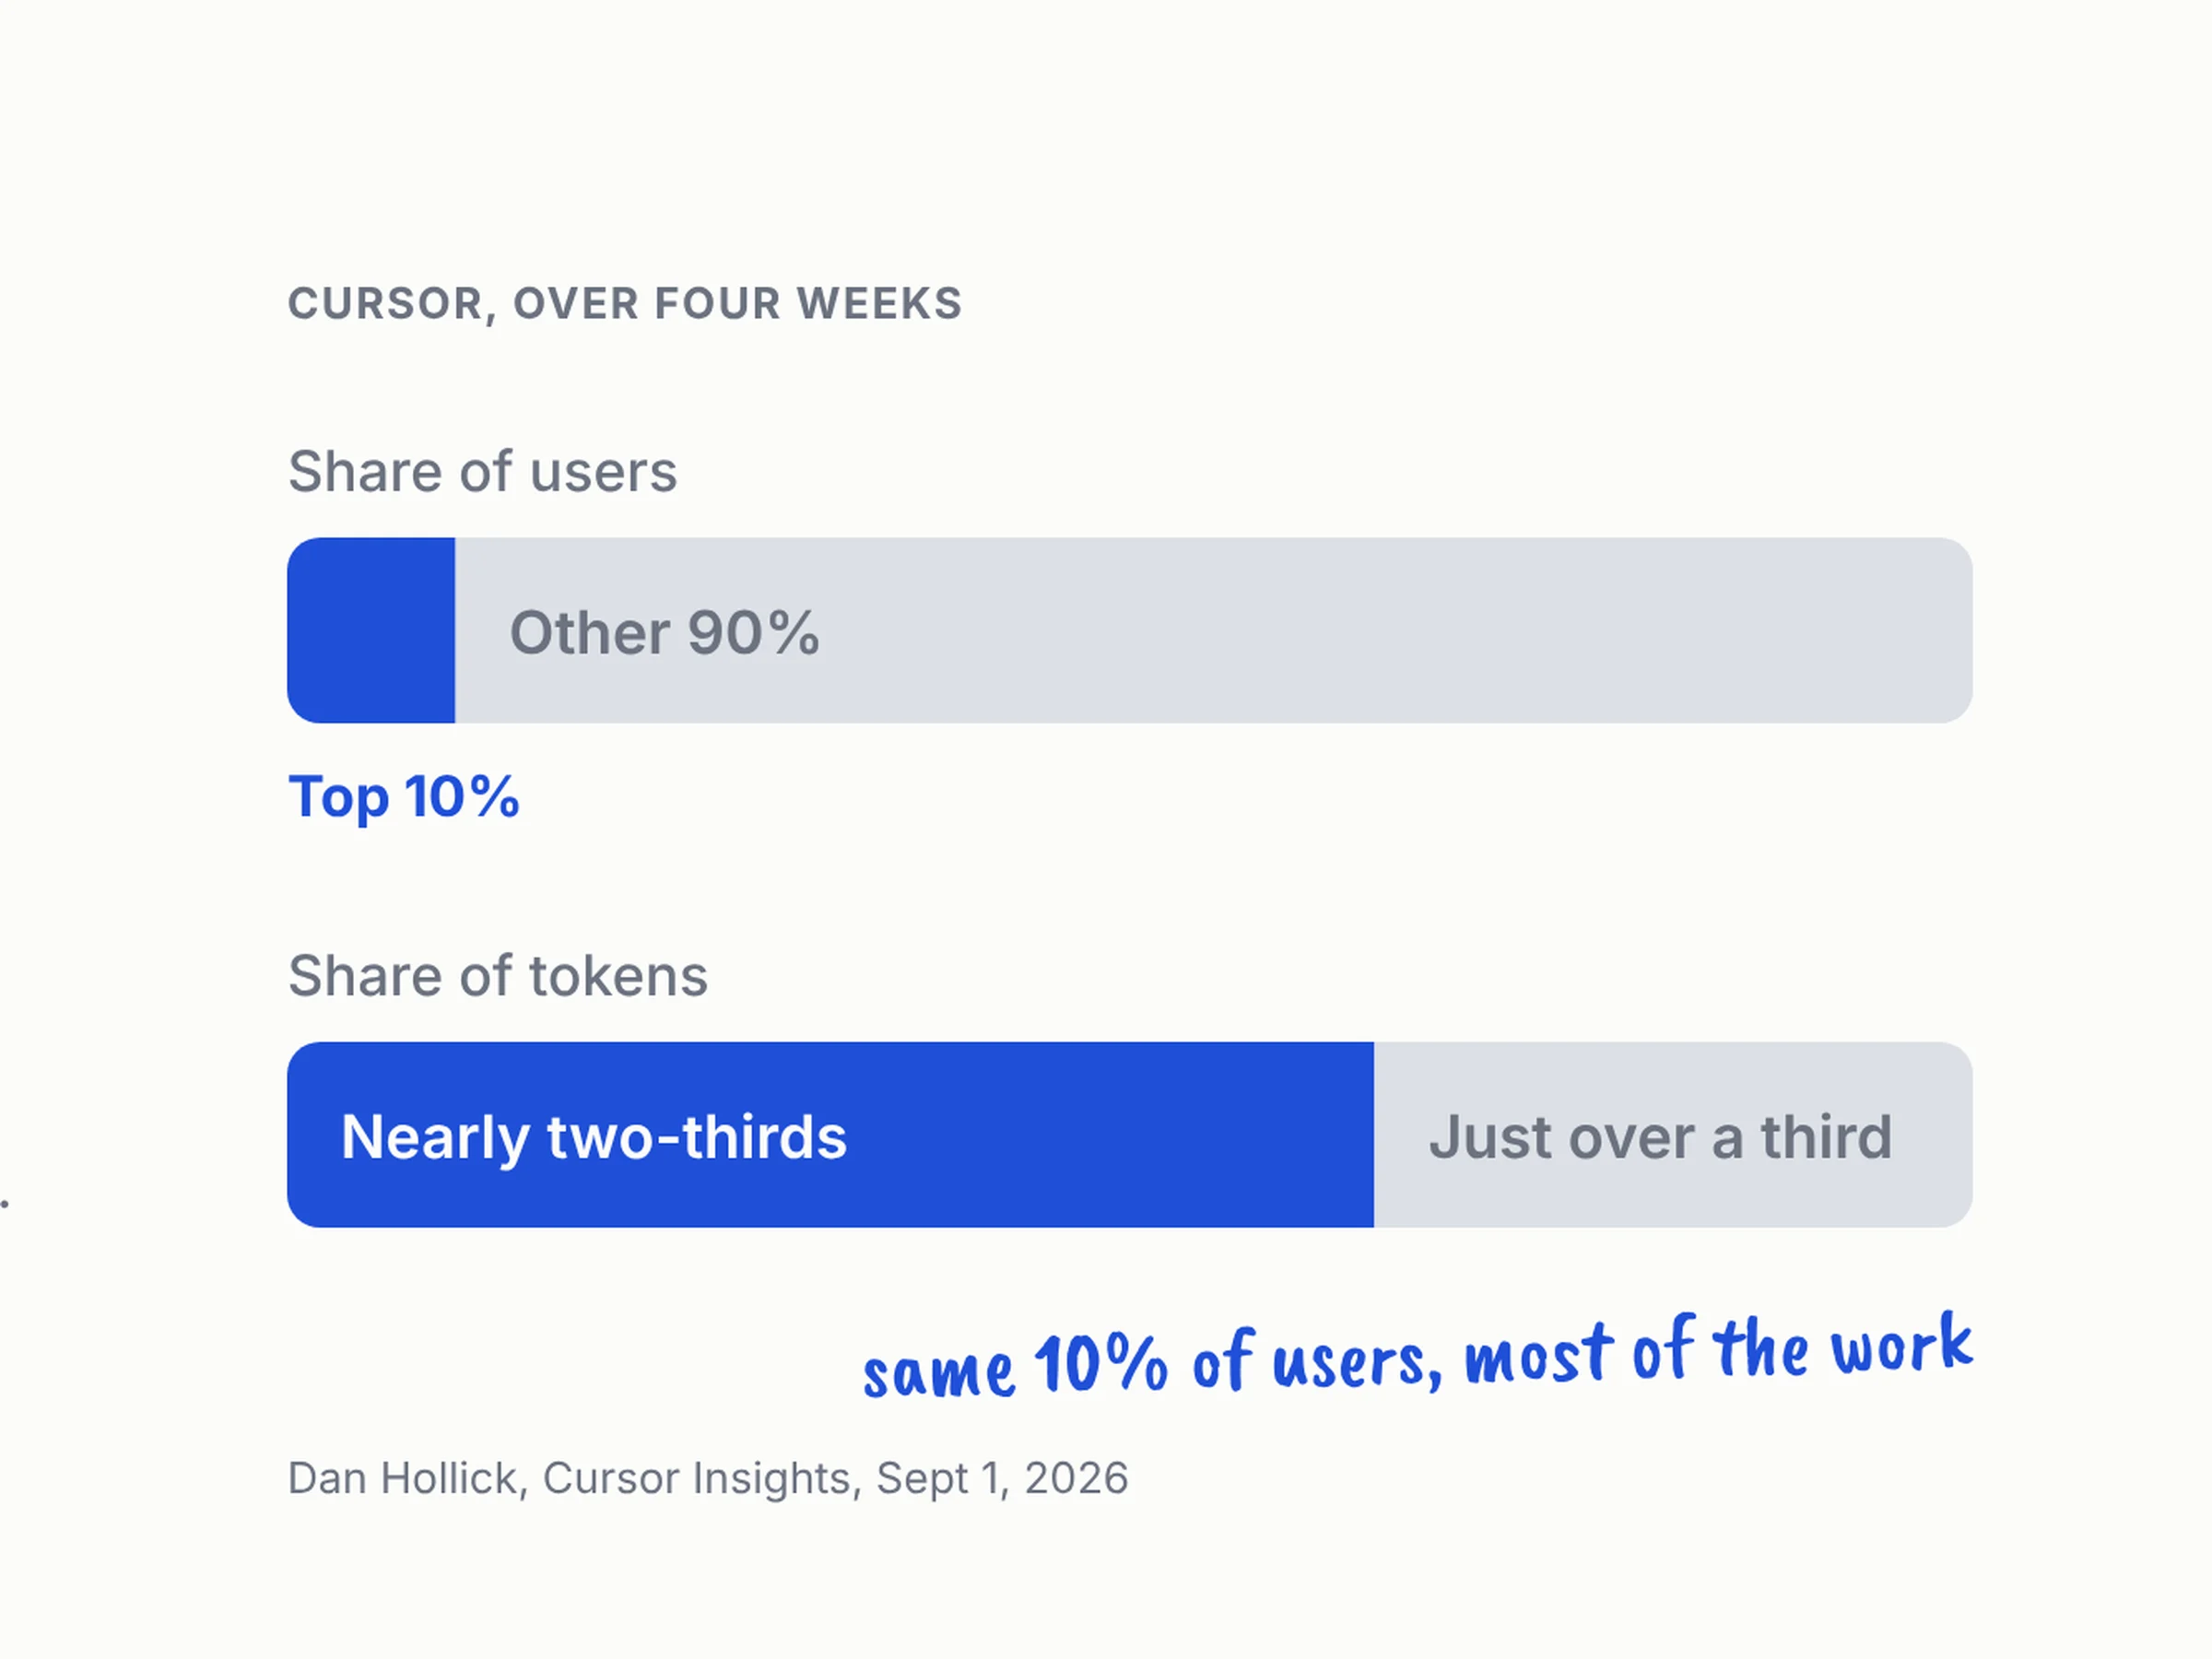 CURSOR, OVER FOUR WEEKS
Share of users
Other 90%
Top 10%
Share of tokens
Nearly two-thirds
Just over a third
same 10% of users, most of the work
Dan Hollick, Cursor Insights, Sept 1, 2026